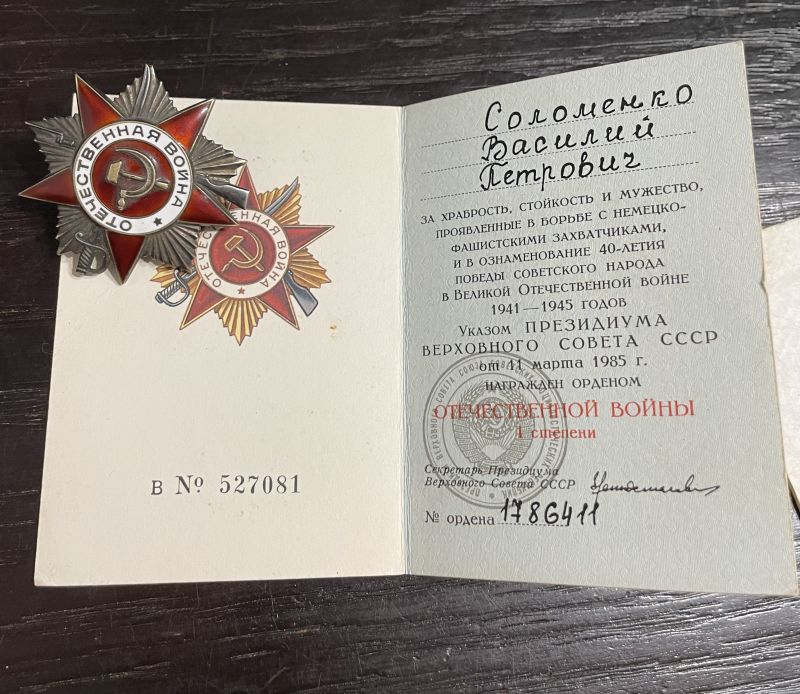 ОТЕЧЕСТВЕННАЯ ВОЙНА
ОТЕЧЕСТВЕННАЯ ВОЙНА
В № 527081
Соломенко
Василий
Петрович
ЗА ХРАБРОСТЬ, СТОЙКОСТЬ И МУЖЕСТВО,
ПРОЯВЛЕННЫЕ В БОРЬБЕ С НЕМЕЦКО-
ФАШИСТСКИМИ ЗАХВАТЧИКАМИ,
И В ОЗНАМЕНОВАНИЕ 40-ЛЕТИЯ
ПОБЕДЫ СОВЕТСКОГО НАРОДА
В ВЕЛИКОЙ ОТЕЧЕСТВЕННОЙ ВОЙНЕ
1941—1945 ГОДОВ
УКАЗОМ ПРЕЗИДИУМА
ВЕРХОВНОГО СОВЕТА СССР
от 11 марта 1985 г.
НАГРАЖДЕН ОРДЕНОМ
ОТЕЧЕСТВЕННОЙ ВОЙНЫ
I степени
Секретарь Президиума
Верховного Совета СССР
№ ордена 1786411